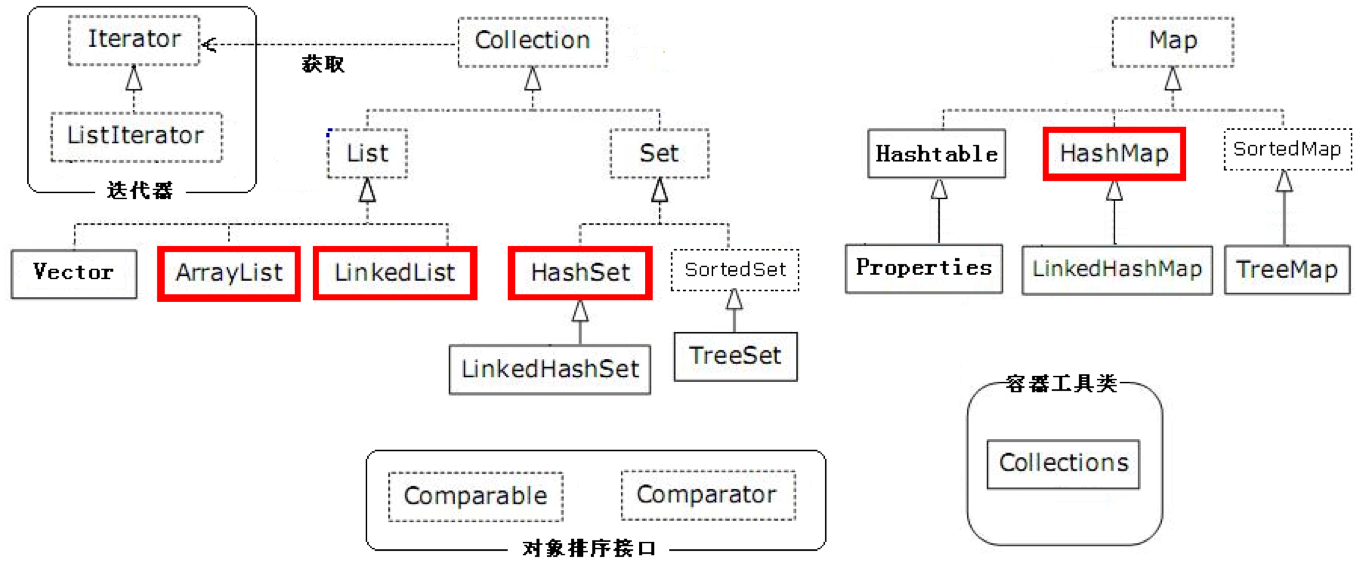 Iterator
Collection
Map
获取
ListIterator
List
Set
Hashtable
HashMap
SortedMap
迭代器
Vector
ArrayList
LinkedList
HashSet
SortedSet
Properties
LinkedHashMap
TreeMap
LinkedHashSet
TreeSet
容器工具类
Collections
Comparable
Comparator
对象排序接口